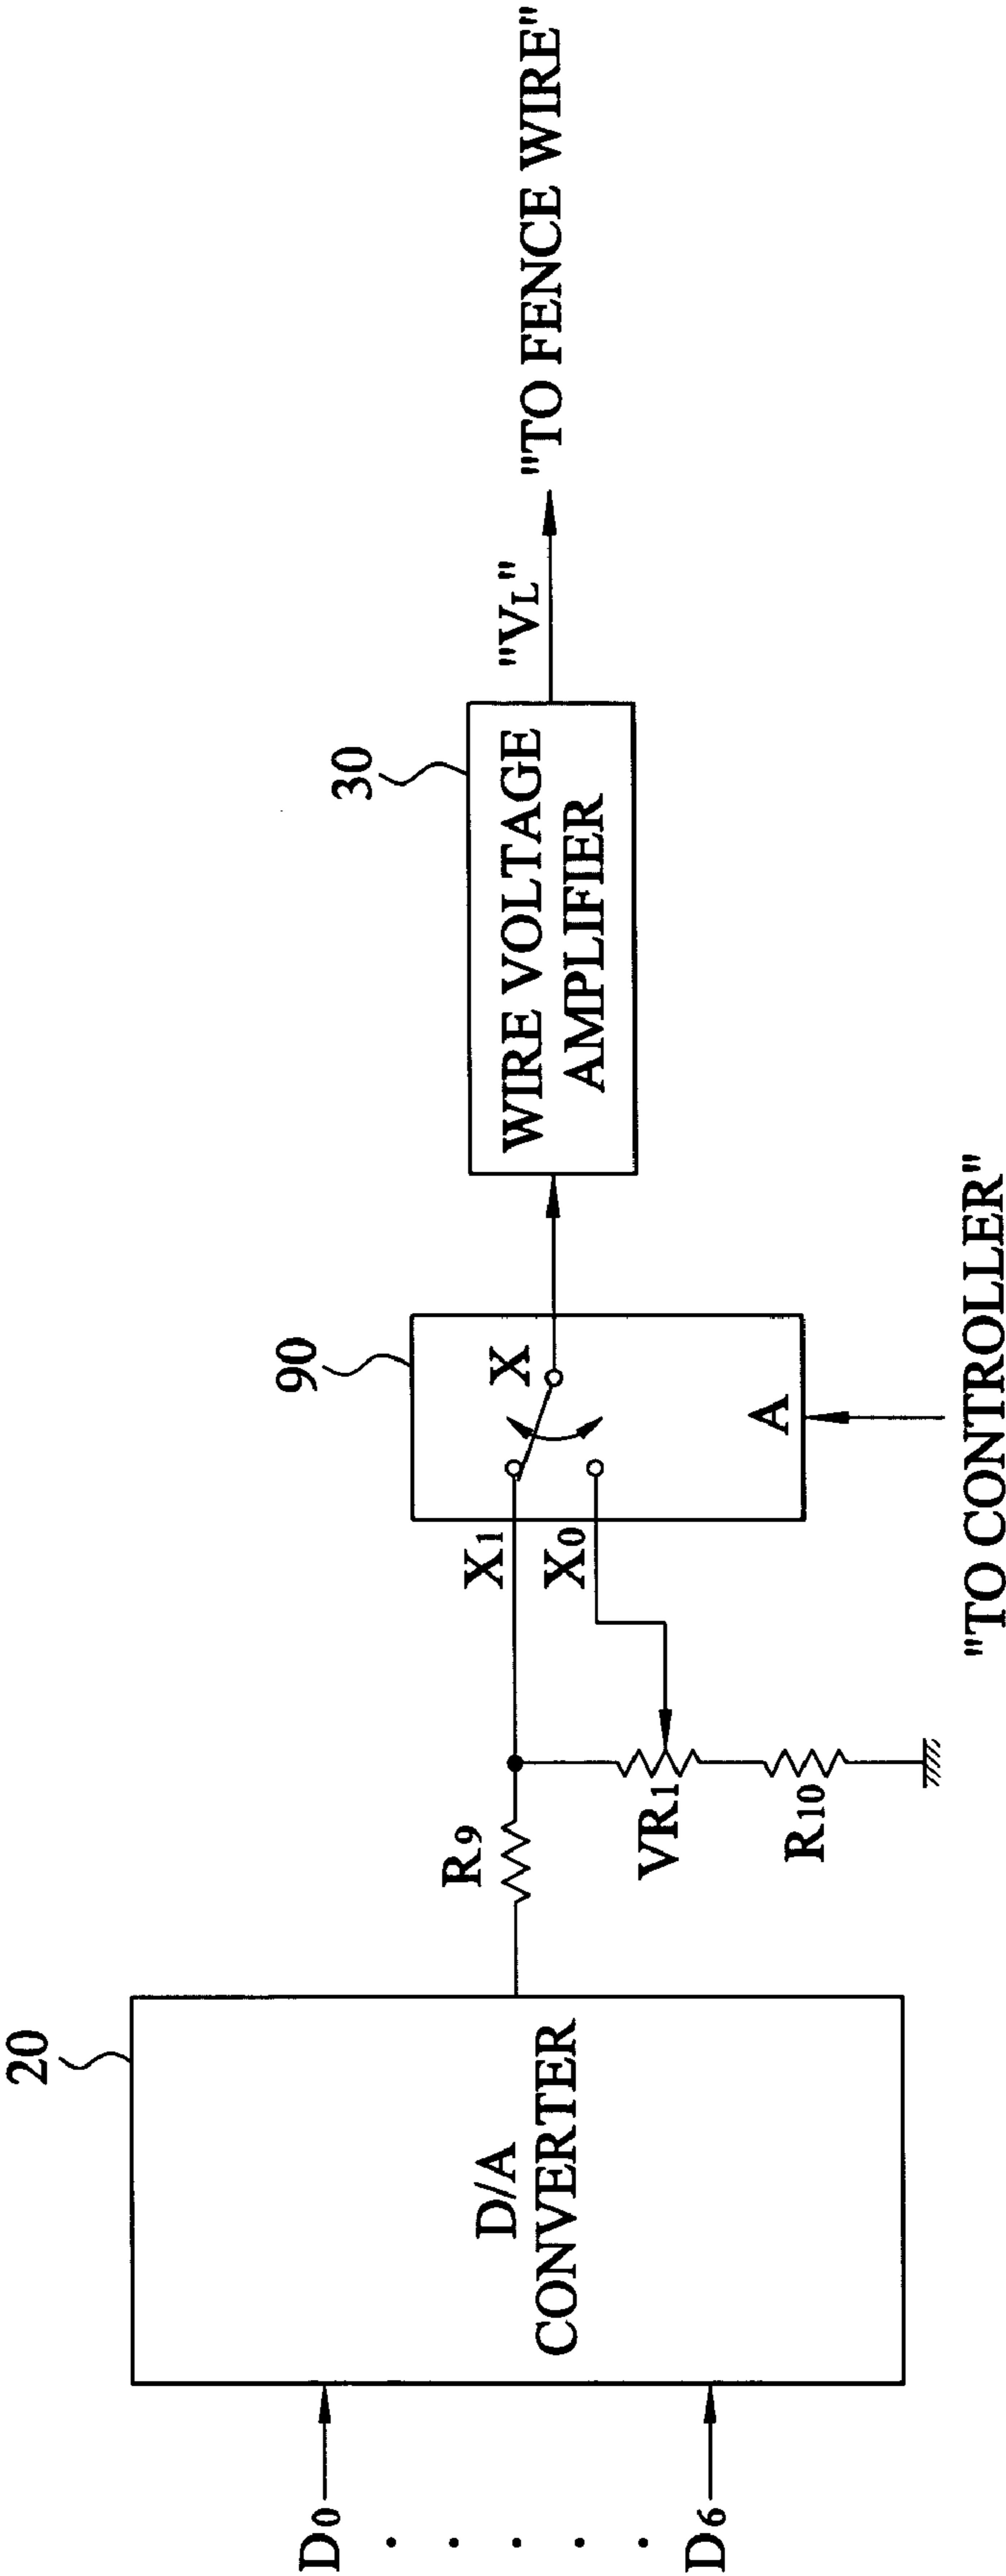 20
D/A
CONVERTER
D0
D6
R9
VR1
R10
X1
X0
90
X
A
"TO CONTROLLER"
30
WIRE VOLTAGE
AMPLIFIER
"VL"
"TO FENCE WIRE"